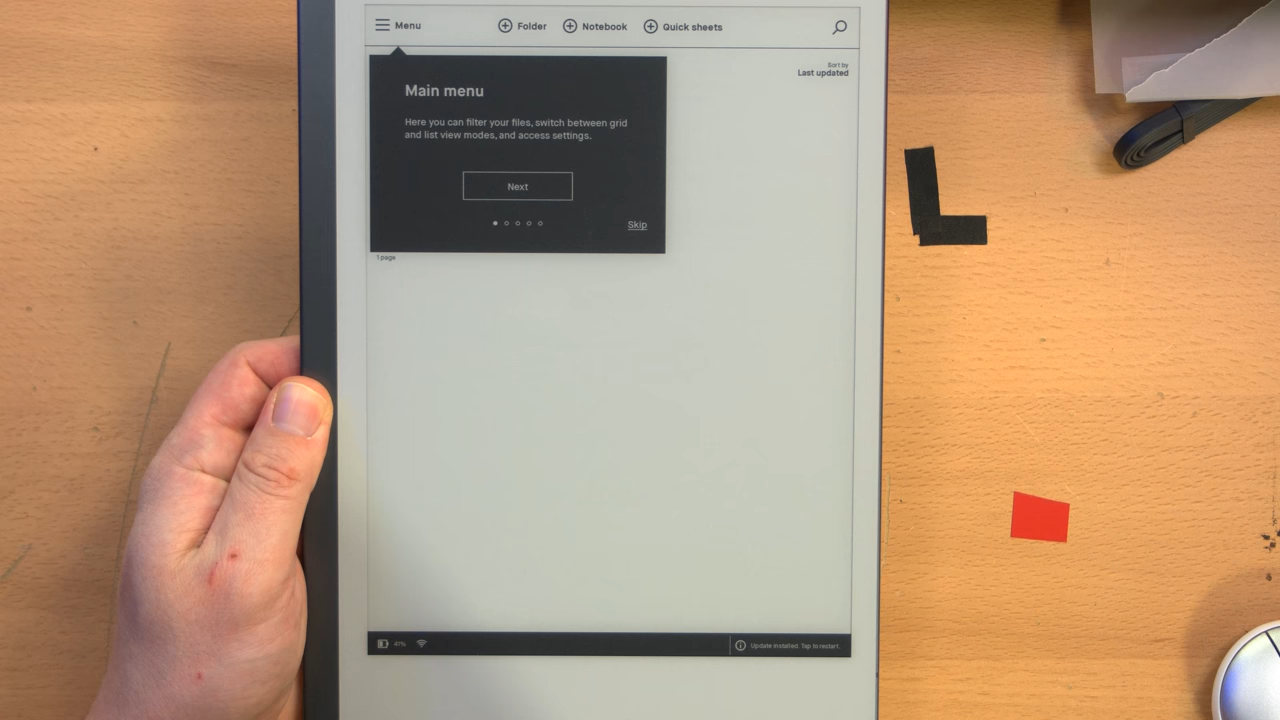 Menu
Folder
Notebook
Quick sheets
Sort by
Last updated
Main menu
Here you can filter your files, switch between grid
and list view modes, and access settings.
Next
Skip
1 page
41%
Update installed. Tap to restart.